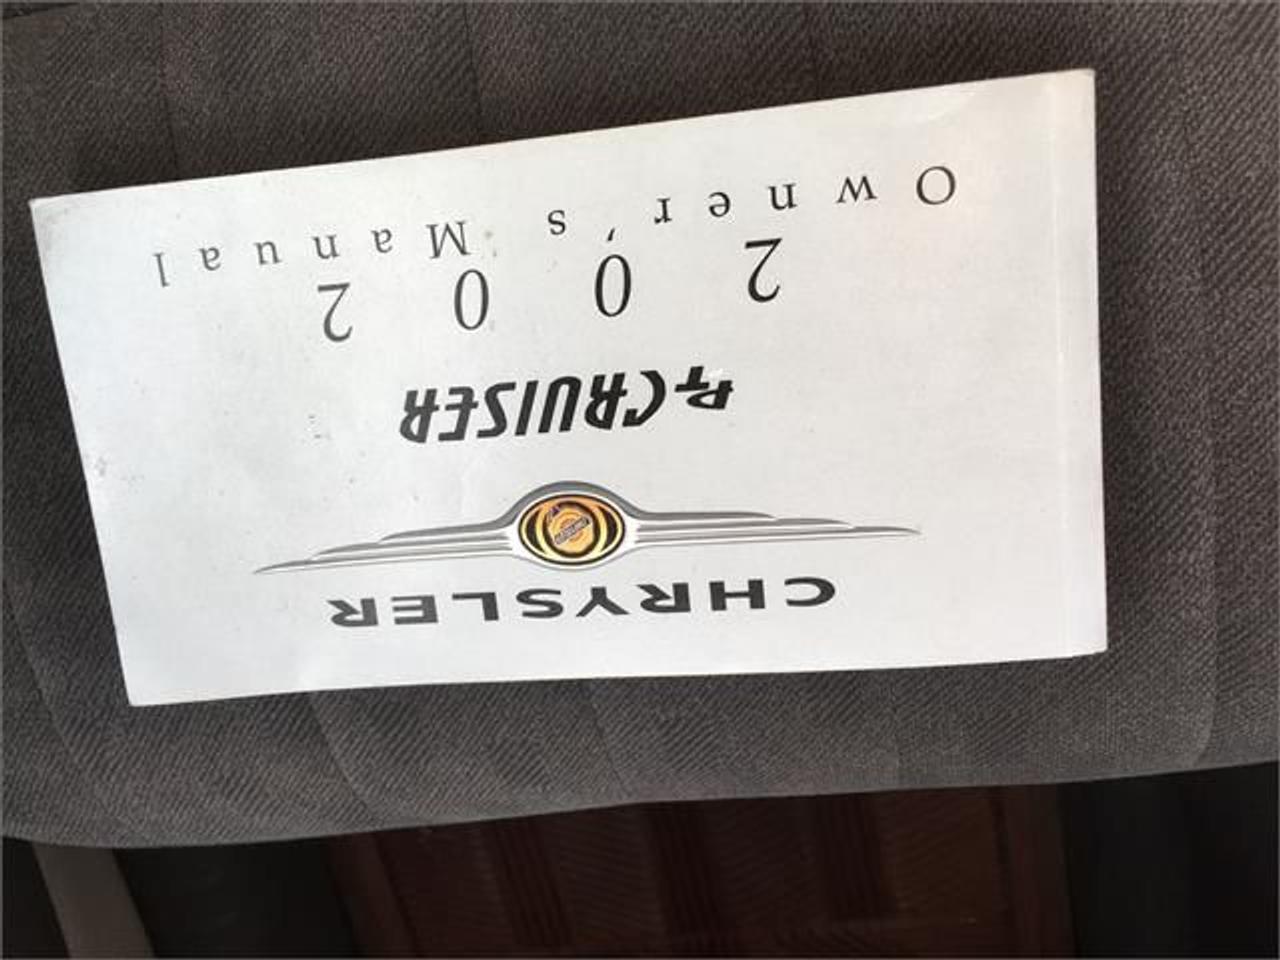 CHRYSLER
PT CRUISER
2002
Owner's Manual